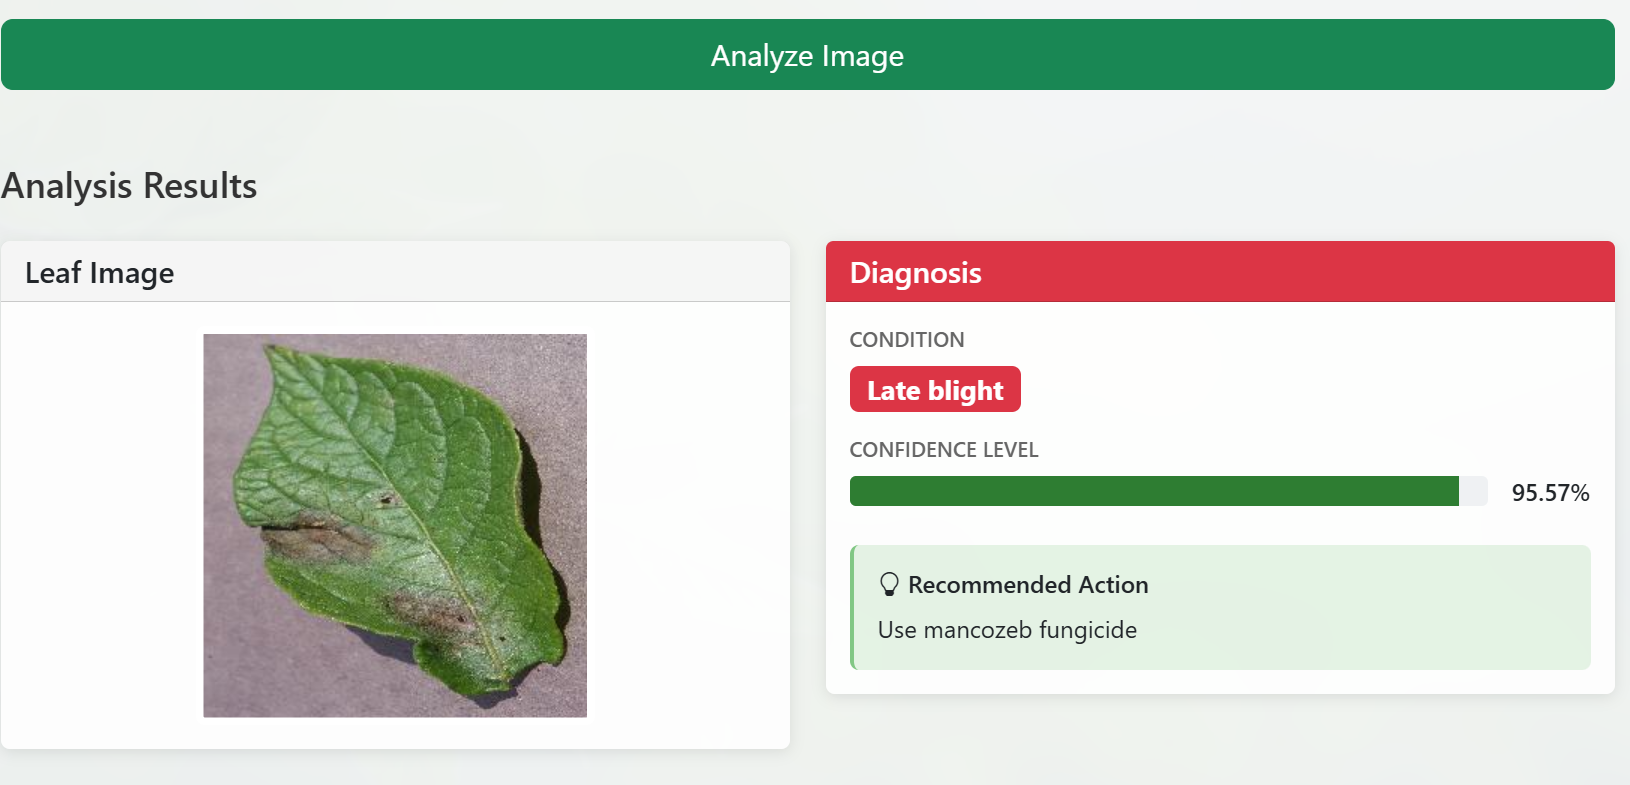 Analyze Image
Analysis Results
Leaf Image
Diagnosis
CONDITION
Late blight
CONFIDENCE LEVEL
95.57%
Recommended Action
Use mancozeb fungicide